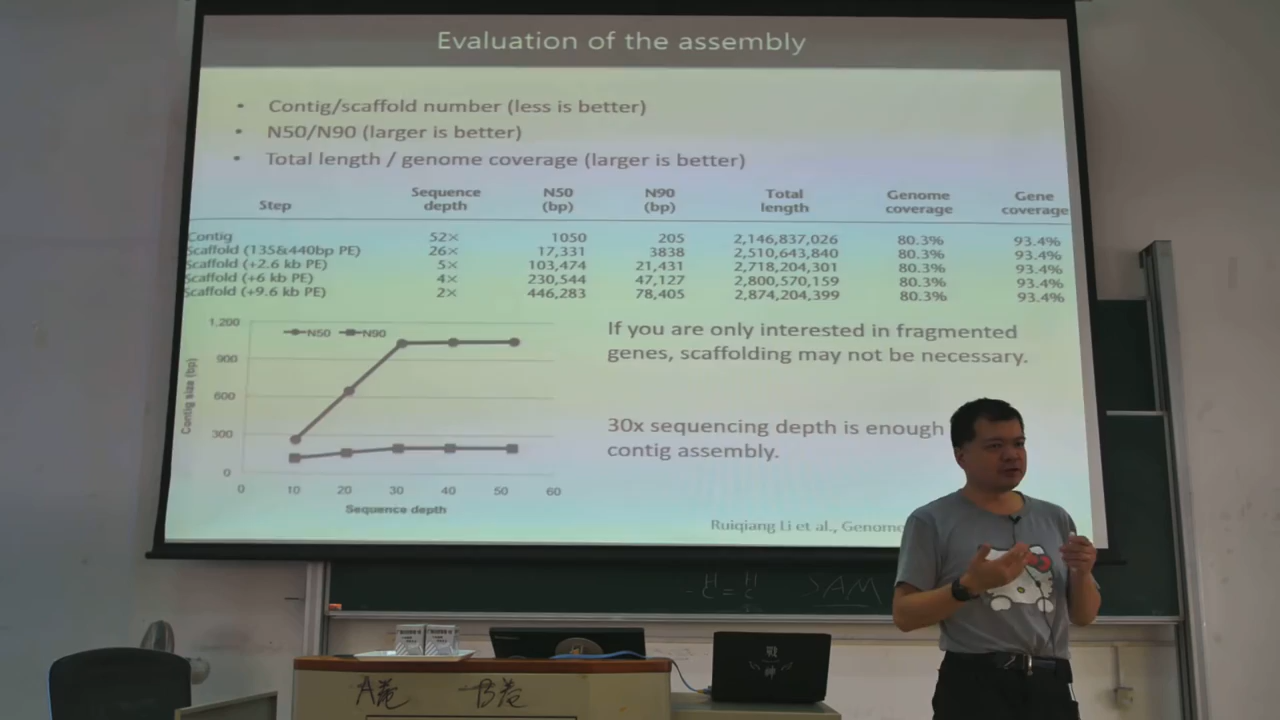 Evaluation of the assembly
• Contig/scaffold number (less is better)
• N50/N90 (larger is better)
• Total length / genome coverage (larger is better)
Step Sequence depth N50 (bp) N90 (bp) Total length Genome coverage Gene coverage
Contig 52× 1050 205 2,146,837,026 80.3% 93.4%
Scaffold (135&440bp PE) 26× 17,331 3838 2,510,643,840 80.3% 93.4%
Scaffold (+2.6 kb PE) 5× 103,474 21,431 2,718,204,301 80.3% 93.4%
Scaffold (+6 kb PE) 4× 230,544 47,127 2,800,570,159 80.3% 93.4%
Scaffold (+9.6 kb PE) 2× 446,283 78,405 2,874,204,399 80.3% 93.4%
N50 N90
Contig size (bp)
1,200
900
600
300
0
0 10 20 30 40 50 60
Sequence depth
If you are only interested in fragmented
genes, scaffolding may not be necessary.
30x sequencing depth is enough
contig assembly.
Ruiqiang Li et al., Genome
H H
-C=C
SAM
战
神
A卷 B卷